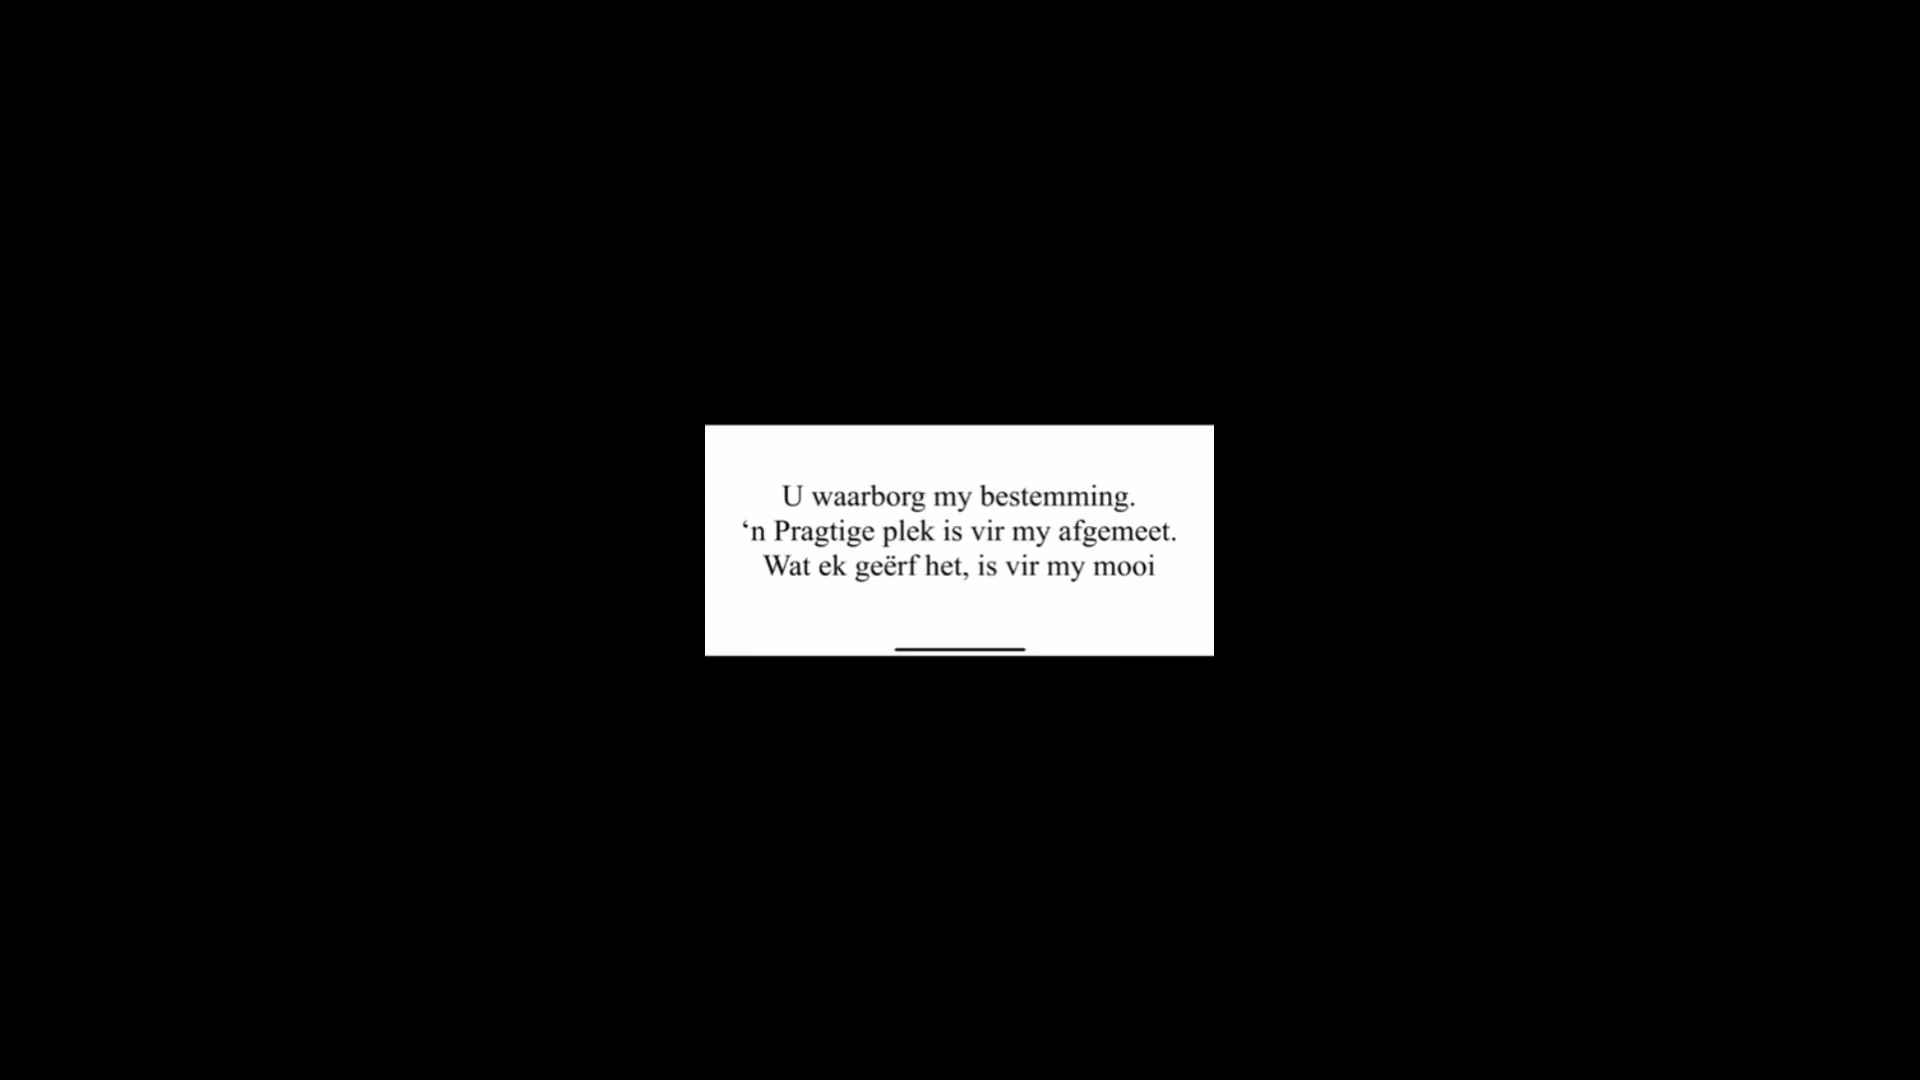 U waarborg my bestemming.
‘n Pragtige plek is vir my afgemeet.
Wat ek geërf het, is vir my mooi